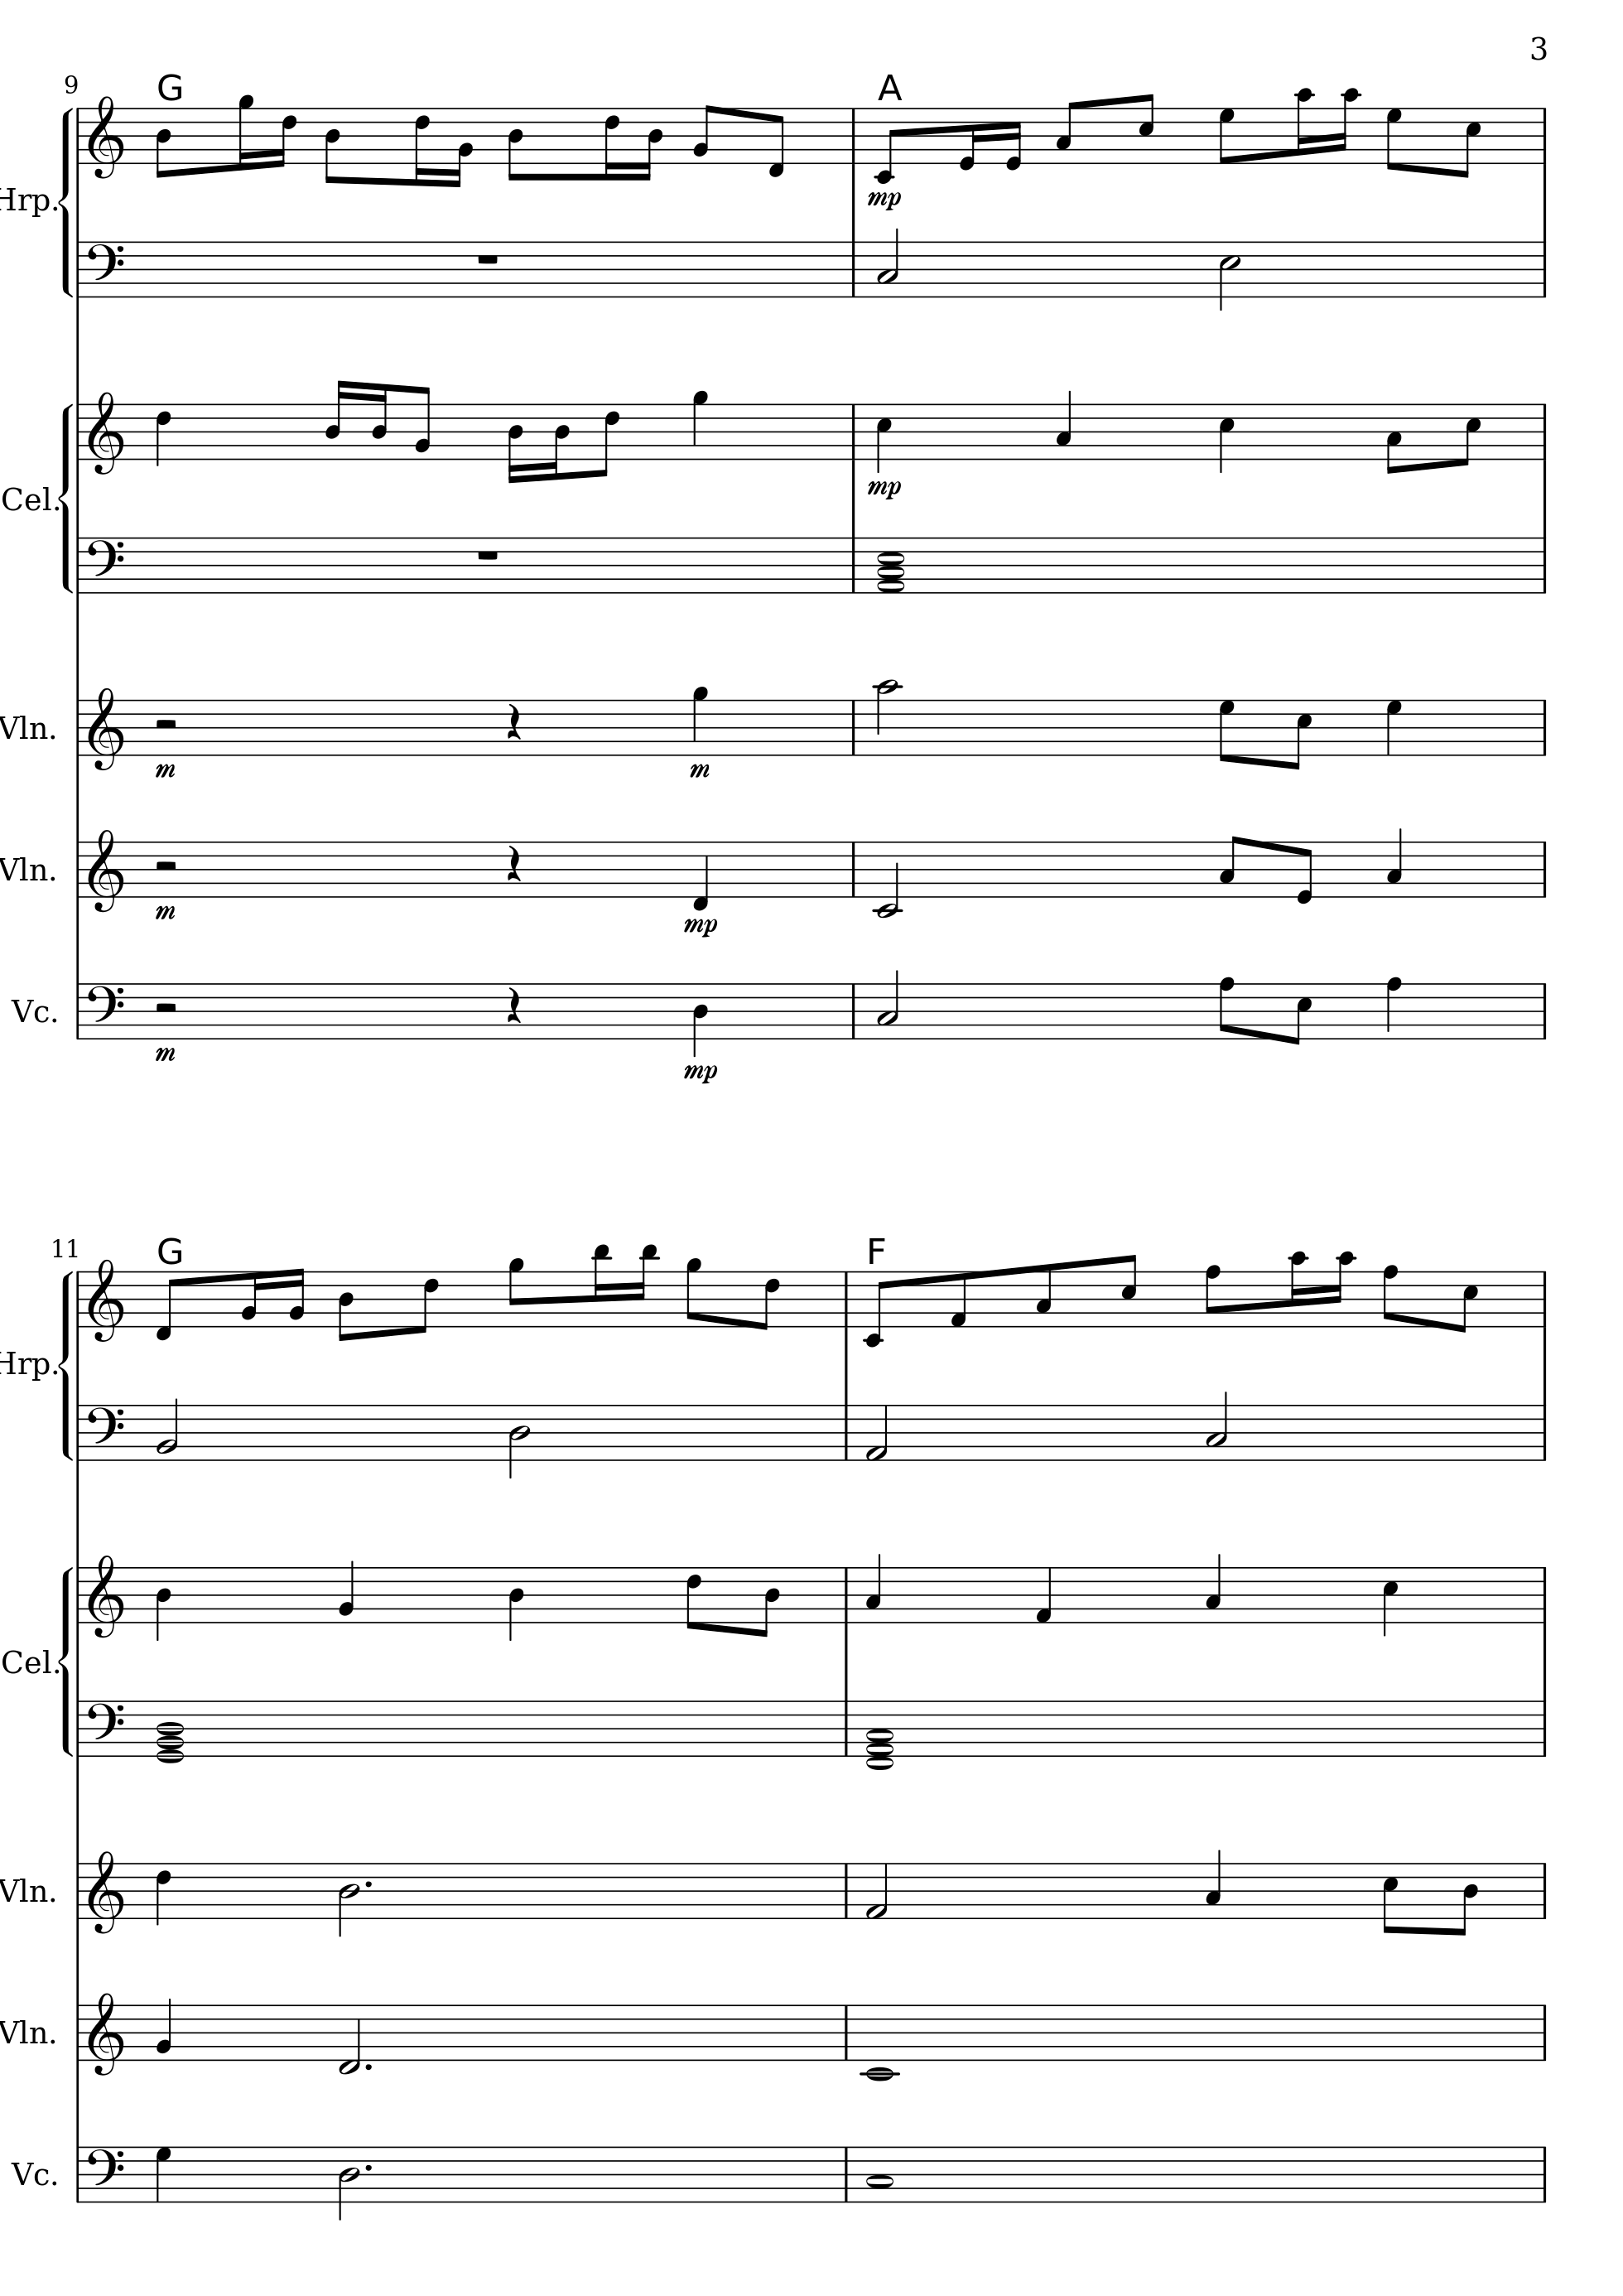 3
9 G A
Hrp.
mp
Cel.
mp
Vln.
m m
Vln.
m mp
Vc.
m mp
11 G F
Hrp.
Cel.
Vln.
Vln.
Vc.